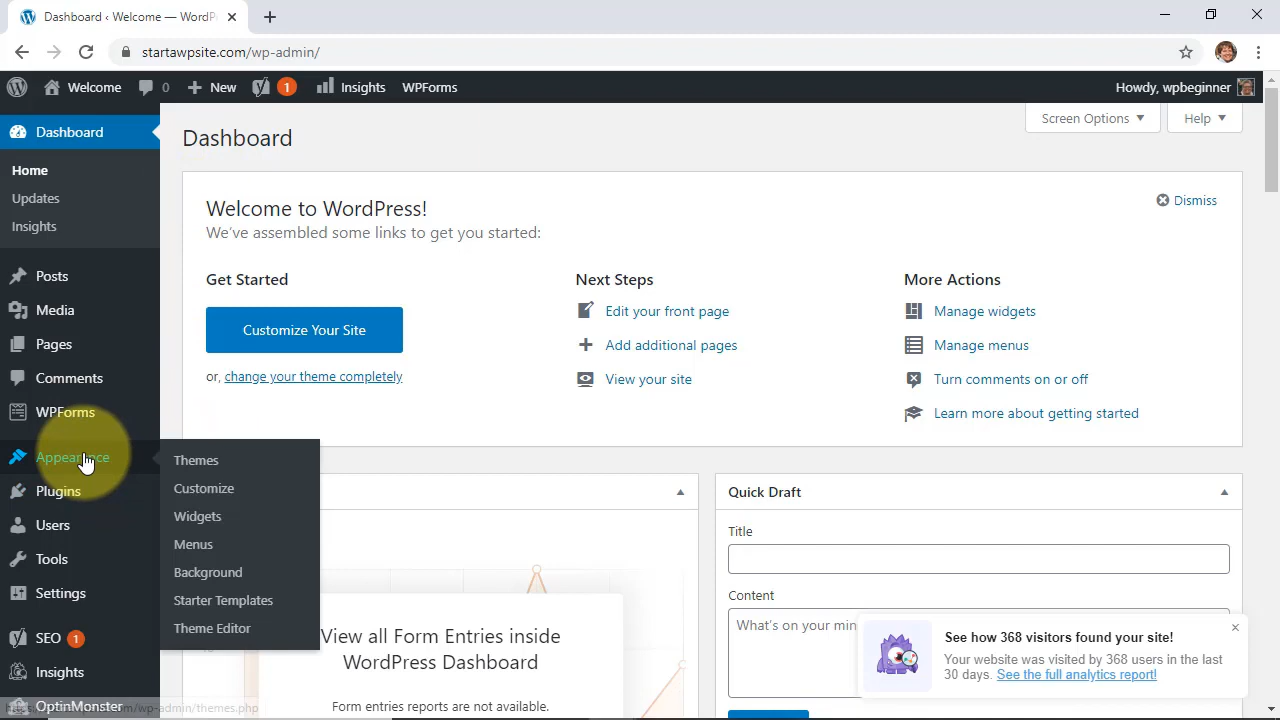 Dashboard ‹ Welcome — WordP
startawpsite.com/wp-admin/
Welcome 0 New 1 Insights WPForms
Howdy, wpbeginner
Dashboard
Home
Updates
Insights
Posts
Media
Pages
Comments
WPForms
Appearance
Plugins
Users
Tools
Settings
SEO 1
Insights
OptinMonster
Themes
Customize
Widgets
Menus
Background
Starter Templates
Theme Editor
Dashboard
Screen Options
Help
Welcome to WordPress!
We've assembled some links to get you started:
Dismiss
Get Started
Customize Your Site
or, change your theme completely
Next Steps
Edit your front page
Add additional pages
View your site
More Actions
Manage widgets
Manage menus
Turn comments on or off
Learn more about getting started
View all Form Entries inside
WordPress Dashboard
Form entries reports are not available.
Quick Draft
Title
Content
What's on your min
See how 368 visitors found your site!
Your website was visited by 368 users in the last
30 days. See the full analytics report!